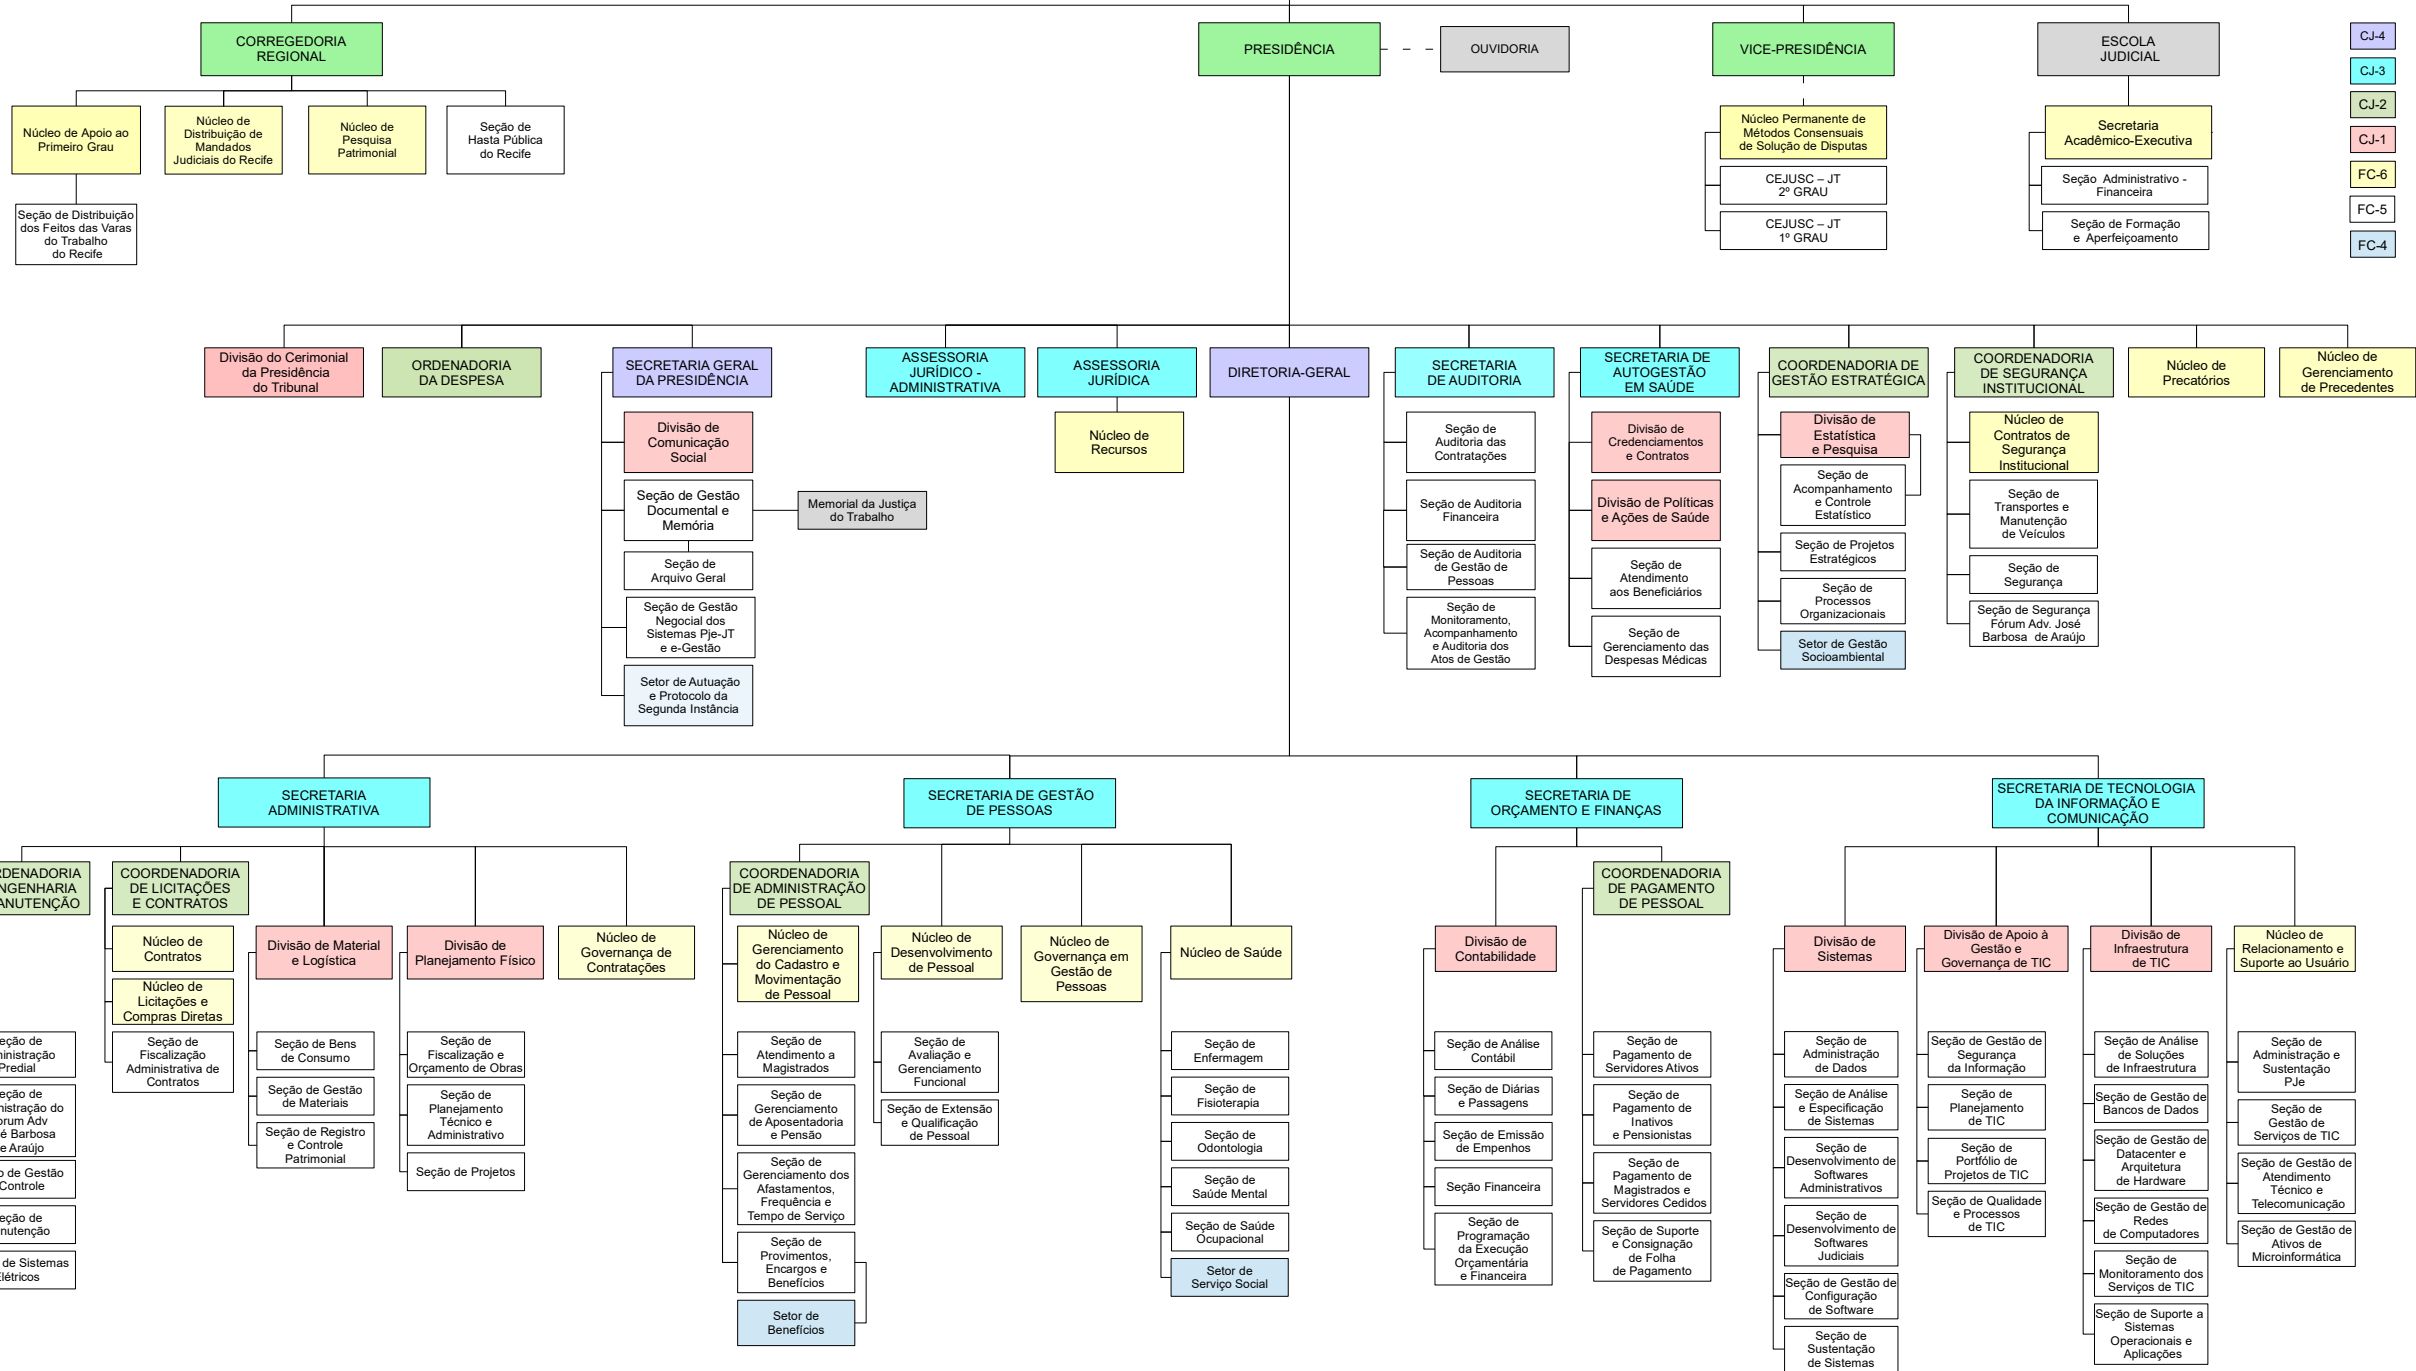 CORREGEDORIA
REGIONAL
PRESIDÊNCIA
OUVIDORIA
VICE-PRESIDÊNCIA
ESCOLA
JUDICIAL
CJ-4
CJ-3
CJ-2
CJ-1
FC-6
FC-5
FC-4
Núcleo de Apoio ao
Primeiro Grau
Núcleo de
Distribuição de
Mandados
Judiciais do Recife
Núcleo de
Pesquisa
Patrimonial
Seção de
Hasta Pública
do Recife
Seção de Distribuição
dos Feitos das Varas
do Trabalho
do Recife
Núcleo Permanente de
Métodos Consensuais
de Solução de Disputas
CEJUSC – JT
2º GRAU
CEJUSC – JT
1º GRAU
Secretaria
Acadêmico-Executiva
Seção Administrativo -
Financeira
Seção de Formação
e Aperfeiçoamento
Divisão do Cerimonial
da Presidência
do Tribunal
ORDENADORIA
DA DESPESA
SECRETARIA GERAL
DA PRESIDÊNCIA
ASSESSORIA
JURÍDICO -
ADMINISTRATIVA
ASSESSORIA
JURÍDICA
DIRETORIA-GERAL
SECRETARIA
DE AUDITORIA
SECRETARIA DE
AUTOGESTÃO
EM SAÚDE
COORDENADORIA DE
GESTÃO ESTRATÉGICA
COORDENADORIA
DE SEGURANÇA
INSTITUCIONAL
Núcleo de
Precatórios
Núcleo de
Gerenciamento
de Precedentes
Divisão de
Comunicação
Social
Seção de Gestão
Documental e
Memória
Memorial da Justiça
do Trabalho
Seção de
Arquivo Geral
Seção de Gestão
Negocial dos
Sistemas Pje-JT
e e-Gestão
Setor de Autuação
e Protocolo da
Segunda Instância
Núcleo de
Recursos
Seção de
Auditoria das
Contratações
Seção de Auditoria
Financeira
Seção de Auditoria
de Gestão de
Pessoas
Seção de
Monitoramento,
Acompanhamento
e Auditoria dos
Atos de Gestão
Divisão de
Credenciamentos
e Contratos
Divisão de Políticas
e Ações de Saúde
Seção de
Atendimento
aos Beneficiários
Seção de
Gerenciamento das
Despesas Médicas
Divisão de
Estatística
e Pesquisa
Seção de
Acompanhamento
e Controle
Estatístico
Seção de Projetos
Estratégicos
Seção de
Processos
Organizacionais
Setor de Gestão
Socioambiental
Núcleo de
Contratos de
Segurança
Institucional
Seção de
Transportes e
Manutenção
de Veículos
Seção de
Segurança
Seção de Segurança
Fórum Adv. José
Barbosa de Araújo
SECRETARIA
ADMINISTRATIVA
SECRETARIA DE GESTÃO
DE PESSOAS
SECRETARIA DE
ORÇAMENTO E FINANÇAS
SECRETARIA DE TECNOLOGIA
DA INFORMAÇÃO E
COMUNICAÇÃO
RDENADORIA
NGENHARIA
ANUTENÇÃO
eção de
ministração
Predial
eção de
nistração do
órum Adv
é Barbosa
e Araújo
o de Gestão
Controle
eção de
nutenção
de Sistemas
létricos
COORDENADORIA
DE LICITAÇÕES
E CONTRATOS
Núcleo de
Contratos
Núcleo de
Licitações e
Compras Diretas
Seção de
Fiscalização
Administrativa de
Contratos
Divisão de Material
e Logística
Seção de Bens
de Consumo
Seção de Gestão
de Materiais
Seção de Registro
e Controle
Patrimonial
Divisão de
Planejamento Físico
Seção de
Fiscalização e
Orçamento de Obras
Seção de
Planejamento
Técnico e
Administrativo
Seção de Projetos
Núcleo de
Governança de
Contratações
COORDENADORIA
DE ADMINISTRAÇÃO
DE PESSOAL
Núcleo de
Gerenciamento
do Cadastro e
Movimentação
de Pessoal
Seção de
Atendimento a
Magistrados
Seção de
Gerenciamento
de Aposentadoria
e Pensão
Seção de
Gerenciamento dos
Afastamentos,
Frequência e
Tempo de Serviço
Seção de
Provimentos,
Encargos e
Benefícios
Setor de
Benefícios
Núcleo de
Desenvolvimento
de Pessoal
Seção de
Avaliação e
Gerenciamento
Funcional
Seção de Extensão
e Qualificação
de Pessoal
Núcleo de
Governança em
Gestão de
Pessoas
Núcleo de Saúde
Seção de
Enfermagem
Seção de
Fisioterapia
Seção de
Odontologia
Seção de
Saúde Mental
Seção de Saúde
Ocupacional
Setor de
Serviço Social
Divisão de
Contabilidade
Seção de Análise
Contábil
Seção de Diárias
e Passagens
Seção de Emissão
de Empenhos
Seção Financeira
Seção de
Programação
da Execução
Orçamentária
e Financeira
COORDENADORIA
DE PAGAMENTO
DE PESSOAL
Seção de
Pagamento de
Servidores Ativos
Seção de
Pagamento de
Inativos
e Pensionistas
Seção de
Pagamento de
Magistrados e
Servidores Cedidos
Seção de Suporte
e Consignação
de Folha
de Pagamento
Divisão de
Sistemas
Seção de
Administração
de Dados
Seção de Análise
e Especificação
de Sistemas
Seção de
Desenvolvimento de
Softwares
Administrativos
Seção de
Desenvolvimento de
Softwares
Judiciais
Seção de Gestão de
Configuração
de Software
Seção de
Sustentação
de Sistemas
Divisão de Apoio à
Gestão e
Governança de TIC
Seção de Gestão de
Segurança
da Informação
Seção de
Planejamento
de TIC
Seção de
Portfólio de
Projetos de TIC
Seção de Qualidade
e Processos
de TIC
Divisão de
Infraestrutura
de TIC
Seção de Análise
de Soluções
de Infraestrutura
Seção de Gestão de
Bancos de Dados
Seção de Gestão de
Datacenter e
Arquitetura
de Hardware
Seção de Gestão de
Redes
de Computadores
Seção de
Monitoramento dos
Serviços de TIC
Seção de Suporte a
Sistemas
Operacionais e
Aplicações
Núcleo de
Relacionamento e
Suporte ao Usuário
Seção de
Administração e
Sustentação
PJe
Seção de
Gestão de
Serviços de TIC
Seção de Gestão de
Atendimento
Técnico e
Telecomunicação
Seção de Gestão de
Ativos de
Microinformática